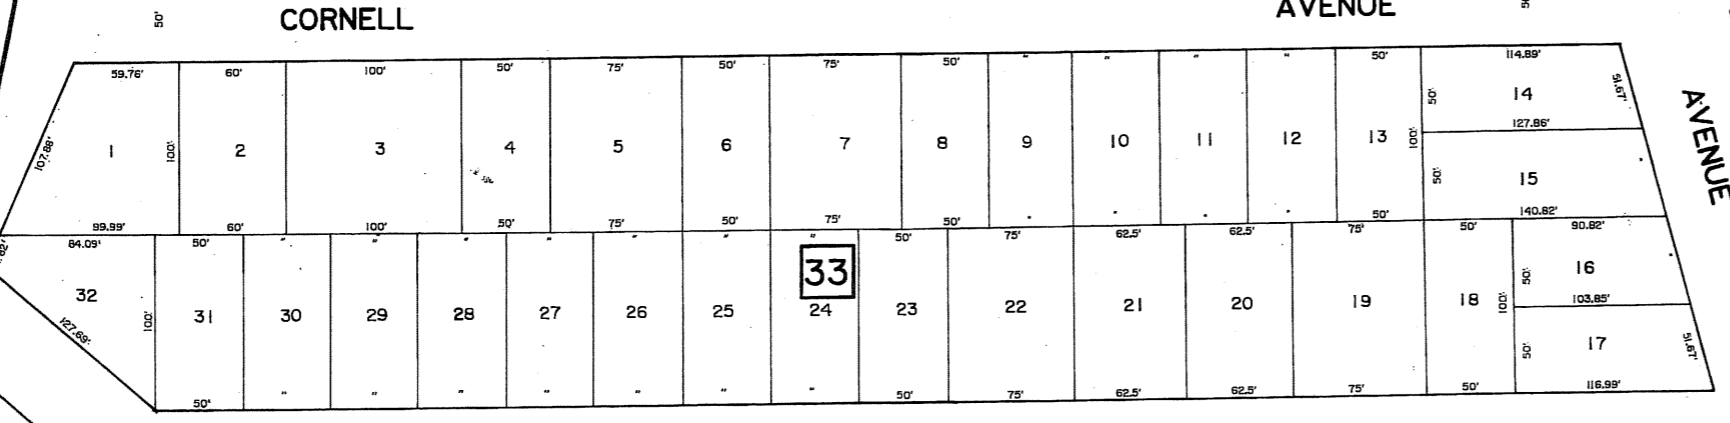 50'
CORNELL
AVENUE
59.76' 60' 100' 50' 75' 50' 75' 50' " " " " 50' 114.89'
51.67'
50' 14
127.86'
107.88' 1 100' 2 3 4 5 6 7 8 9 10 11 12 13 100'
50' 15
AVENUE
99.99' 60' 100' 50' 75' 50' 75' 50' " " " " 50' 140.82'
84.09' 50' " " " " " " " 50' 75' 62.5' 62.5' 75' 50' 90.82'
33
50' 16
103.85'
32 100' 31 30 29 28 27 26 25 24 23 22 21 20 19 18 100'
127.69'
50' 17
51.67'
50' " " " " " " " 50' 75' 62.5' 62.5' 75' 50' 116.99'